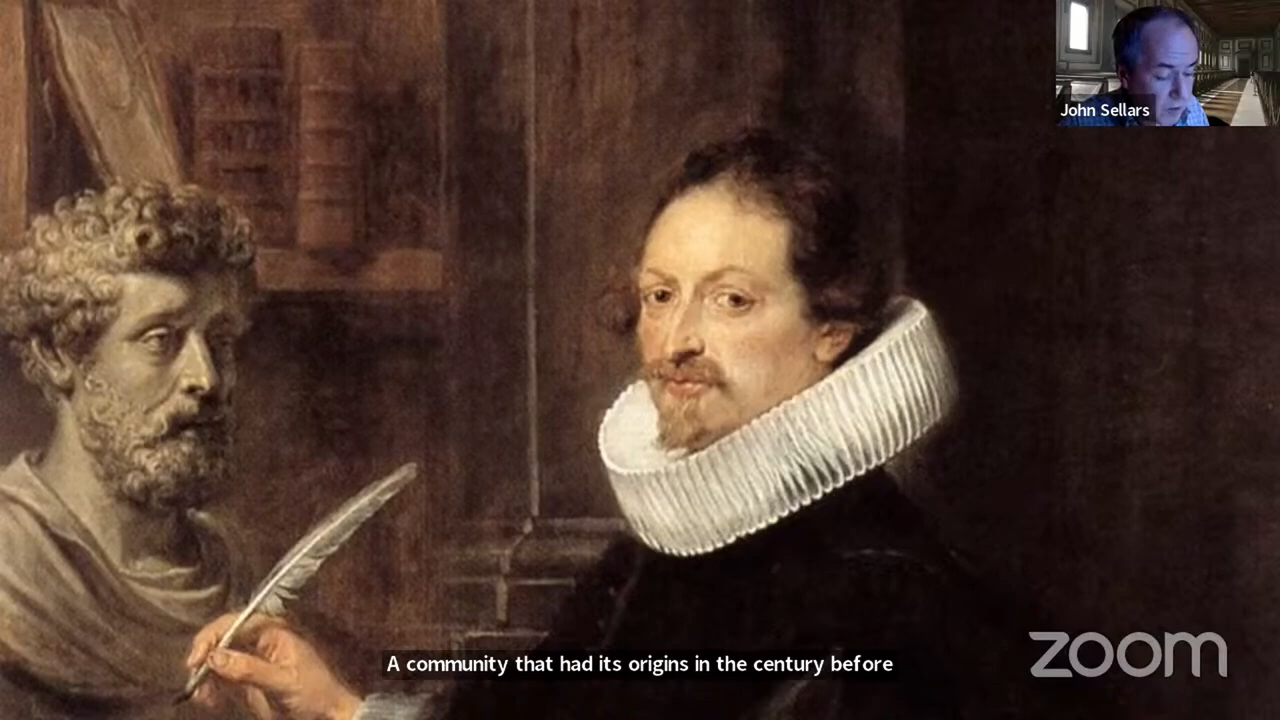 John Sellars
A community that had its origins in the century before
zoom